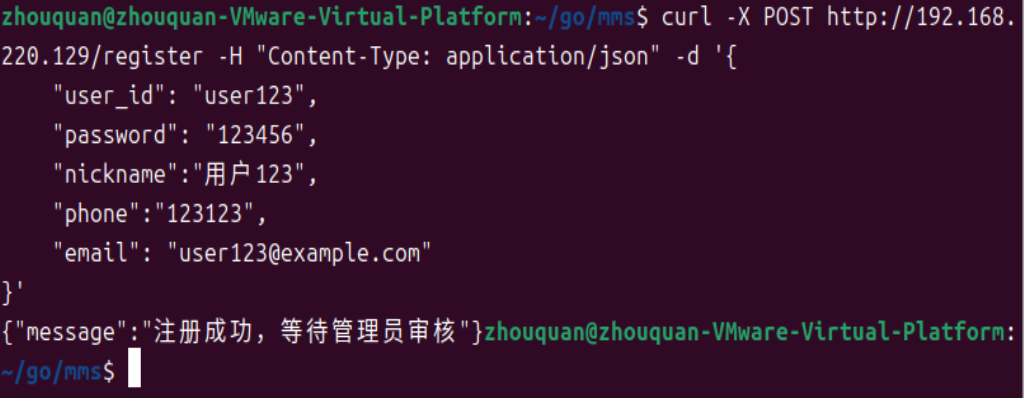 zhouquan@zhouquan-VMware-Virtual-Platform:~/go/mms$ curl -X POST http://192.168.
220.129/register -H "Content-Type: application/json" -d '{
    "user_id": "user123",
    "password": "123456",
    "nickname":"用户123",
    "phone":"123123",
    "email": "user123@example.com"
}'
{"message":"注册成功，等待管理员审核"}zhouquan@zhouquan-VMware-Virtual-Platform:
~/go/mms$